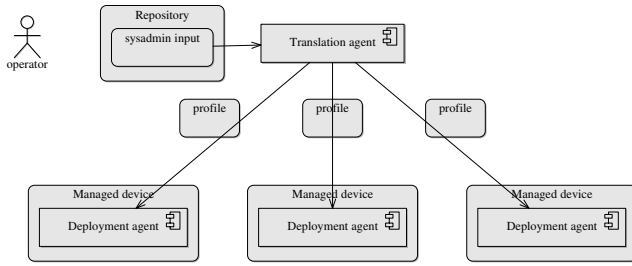 Repository
sysadmin input
Translation agent
operator
profile
profile
profile
Managed device
Managed device
Managed device
Deployment agent
Deployment agent
Deployment agent